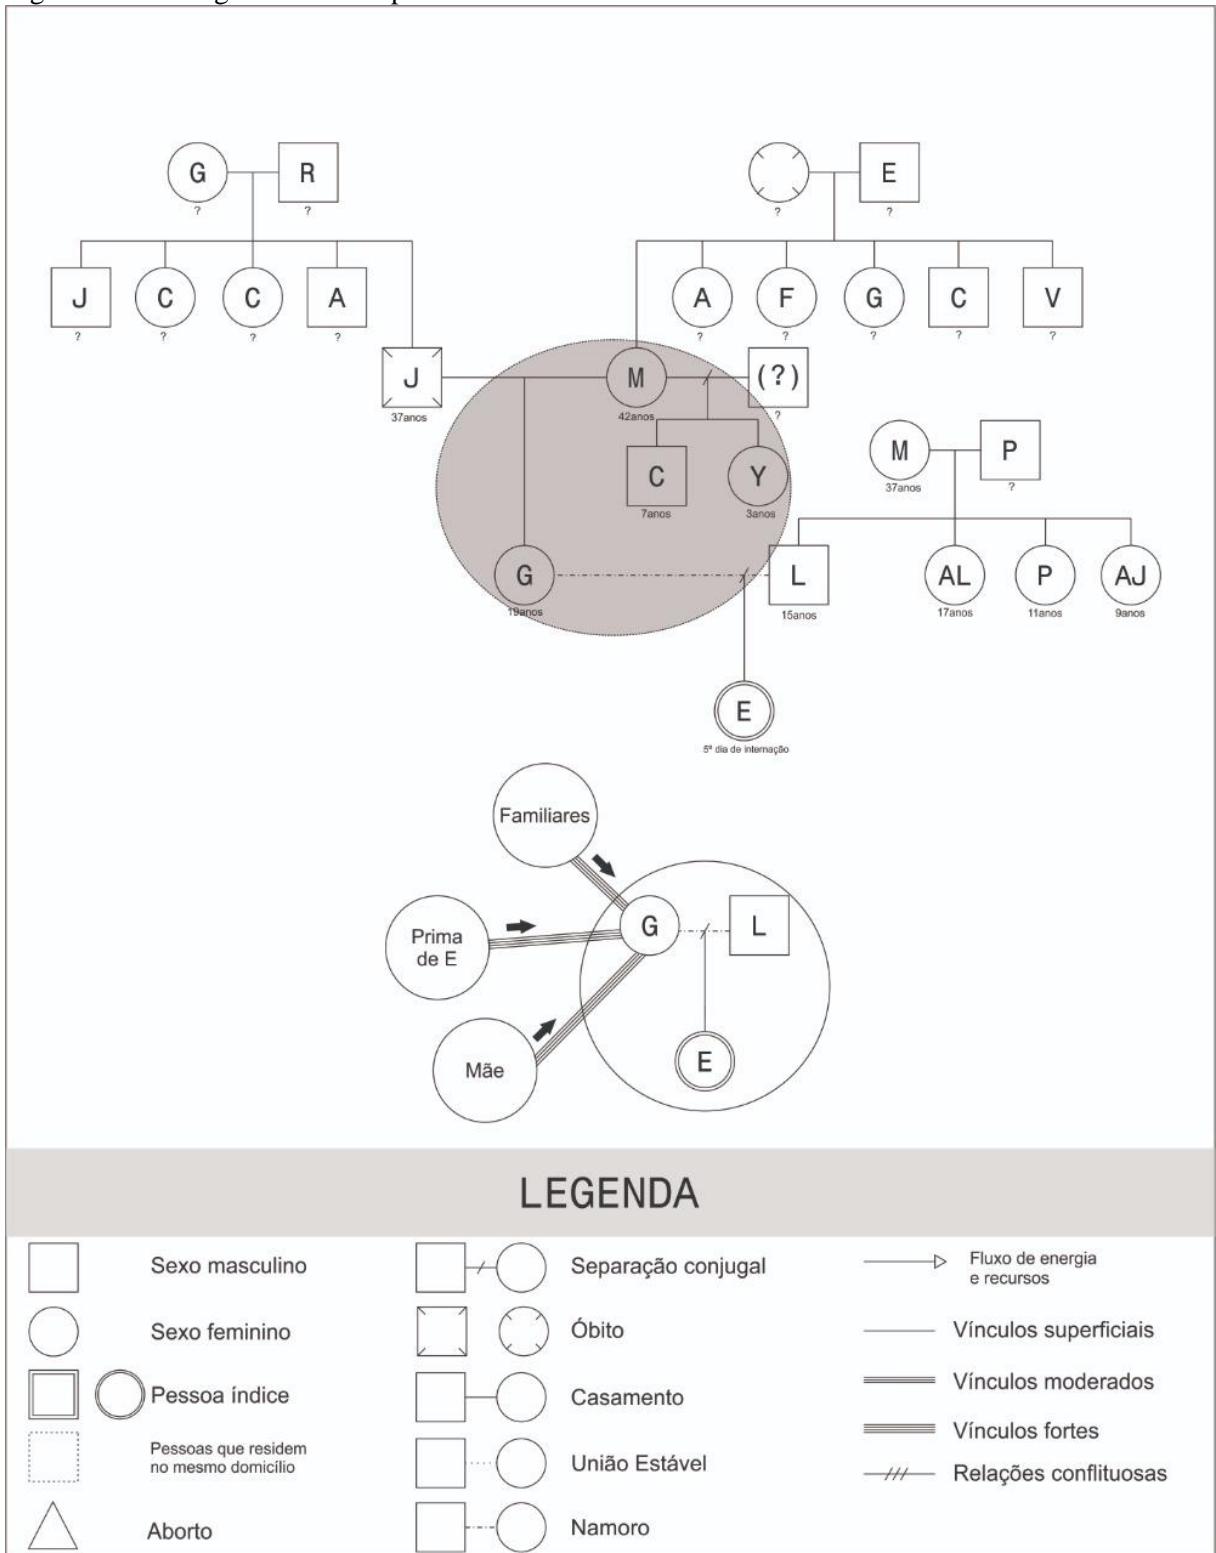 G
R
E
?
?
?
?
J
C
C
A
A
F
G
C
V
?
?
?
?
?
?
?
?
?
J
M
(?)
37anos
42anos
?
M
P
37anos
?
C
Y
7anos
3anos
G
L
AL
P
AJ
19anos
15anos
17anos
11anos
9anos
E
5º dia de internação
Familiares
G
L
Prima
de E
Mãe
E
LEGENDA
Sexo masculino
Separação conjugal
Fluxo de energia
e recursos
Sexo feminino
Óbito
Vínculos superficiais
Pessoa índice
Casamento
Vínculos moderados
Pessoas que residem
no mesmo domicílio
União Estável
Vínculos fortes
Relações conflituosas
Aborto
Namoro